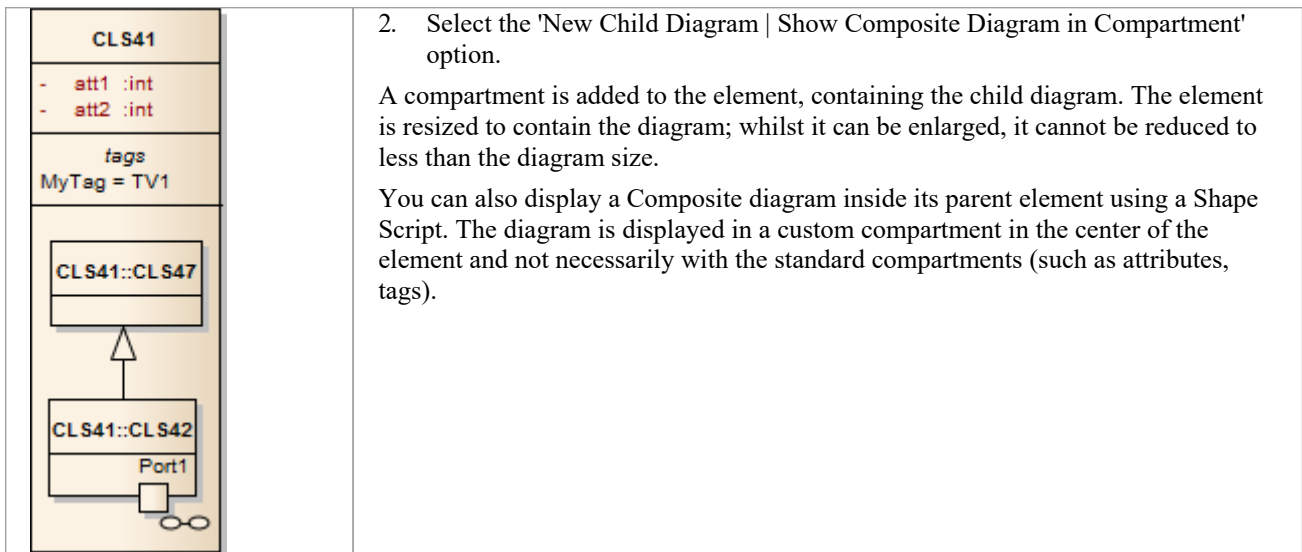 CLS41
- att1 :int
- att2 :int
tags
MyTag = TV1
CLS41::CLS47
CLS41::CLS42
Port1
2. Select the 'New Child Diagram | Show Composite Diagram in Compartment'
option.
A compartment is added to the element, containing the child diagram. The element
is resized to contain the diagram; whilst it can be enlarged, it cannot be reduced to
less than the diagram size.
You can also display a Composite diagram inside its parent element using a Shape
Script. The diagram is displayed in a custom compartment in the center of the
element and not necessarily with the standard compartments (such as attributes,
tags).